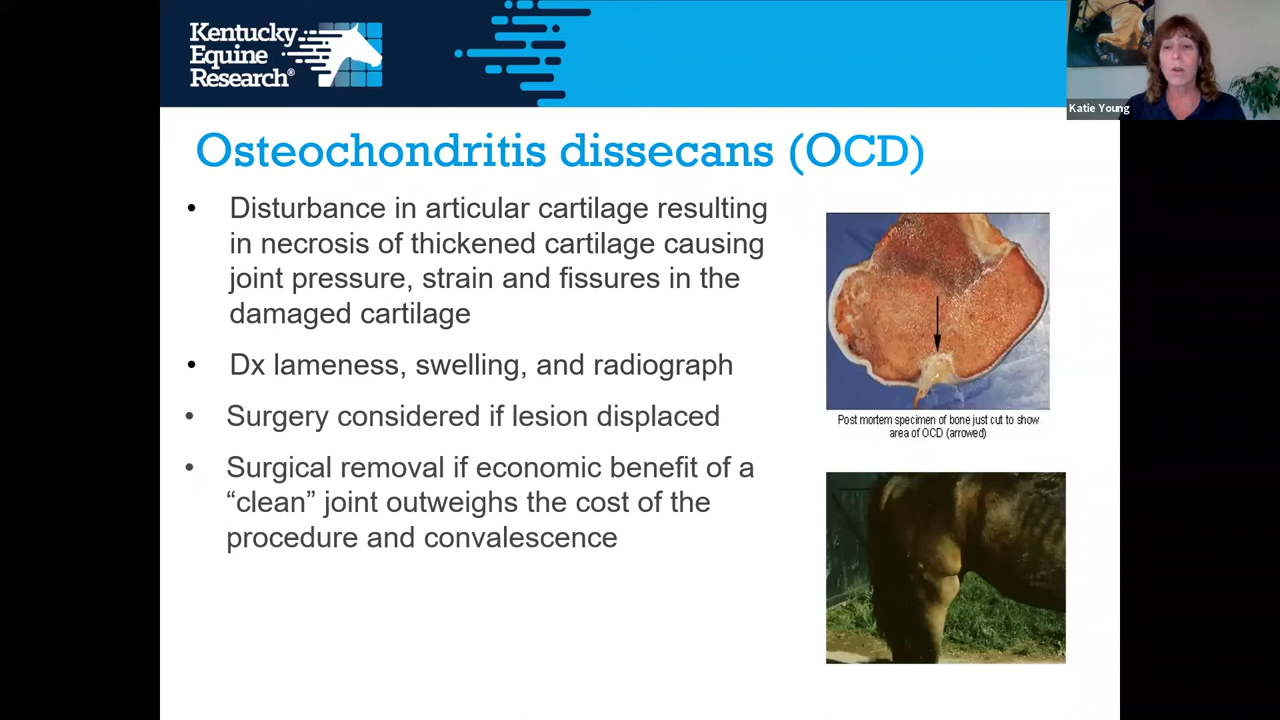 Kentucky
Equine
Research®
Katie Young
Osteochondritis dissecans (OCD)
• Disturbance in articular cartilage resulting
in necrosis of thickened cartilage causing
joint pressure, strain and fissures in the
damaged cartilage
• Dx lameness, swelling, and radiograph
• Surgery considered if lesion displaced
• Surgical removal if economic benefit of a
“clean” joint outweighs the cost of the
procedure and convalescence
Post mortem specimen of bone just cut to show
area of OCD (arrowed)